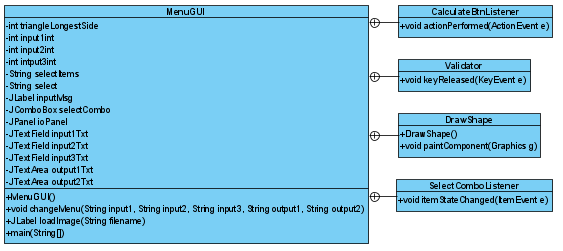 MenuGUI
-int triangleLongestSide
-int input1int
-int input2int
-int intput3int
-String selectItems
-String select
-JLabel inputMsg
-JComboBox selectCombo
-JPanel ioPanel
-JTextField input1Txt
-JTextField input2Txt
-JTextField input3Txt
-JTextArea output1Txt
-JTextArea output2Txt
+MenuGUI()
+void changeMenu(String input1, String input2, String input3, String output1, String output2)
+JLabel loadImage(String filename)
+main(String[])
CalculateBtnListener
+void actionPerformed(ActionEvent e)
Validator
+void keyReleased(KeyEvent e)
DrawShape
+DrawShape()
+void paintComponent(Graphics g)
SelectComboListener
+void itemStateChanged(ItemEvent e)